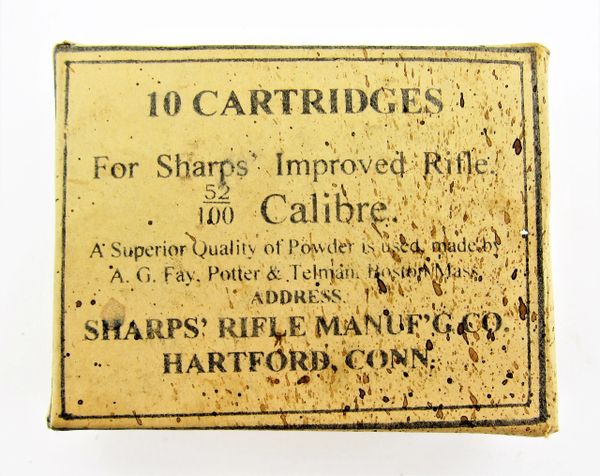 10 CARTRIDGES
For Sharps' Improved Rifle.
52/100 Calibre.
A Superior Quality of Powder is used, made by
A. G. Fay, Potter & Telman, Boston Mass.
ADDRESS
SHARPS' RIFLE MANUF'G CO.
HARTFORD, CONN.